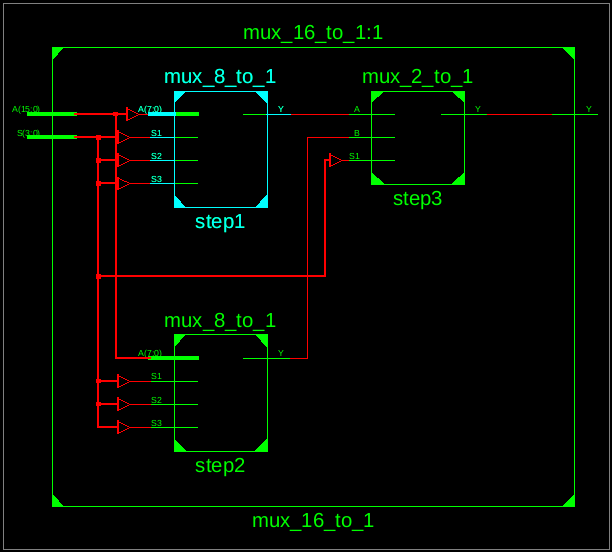 mux_16_to_1:1
mux_8_to_1
mux_2_to_1
A(15:0)
A(7:0)
Y
A
Y
Y
S(3:0)
S1
B
S2
S1
S3
step3
step1
mux_8_to_1
A(7:0)
Y
S1
S2
S3
step2
mux_16_to_1